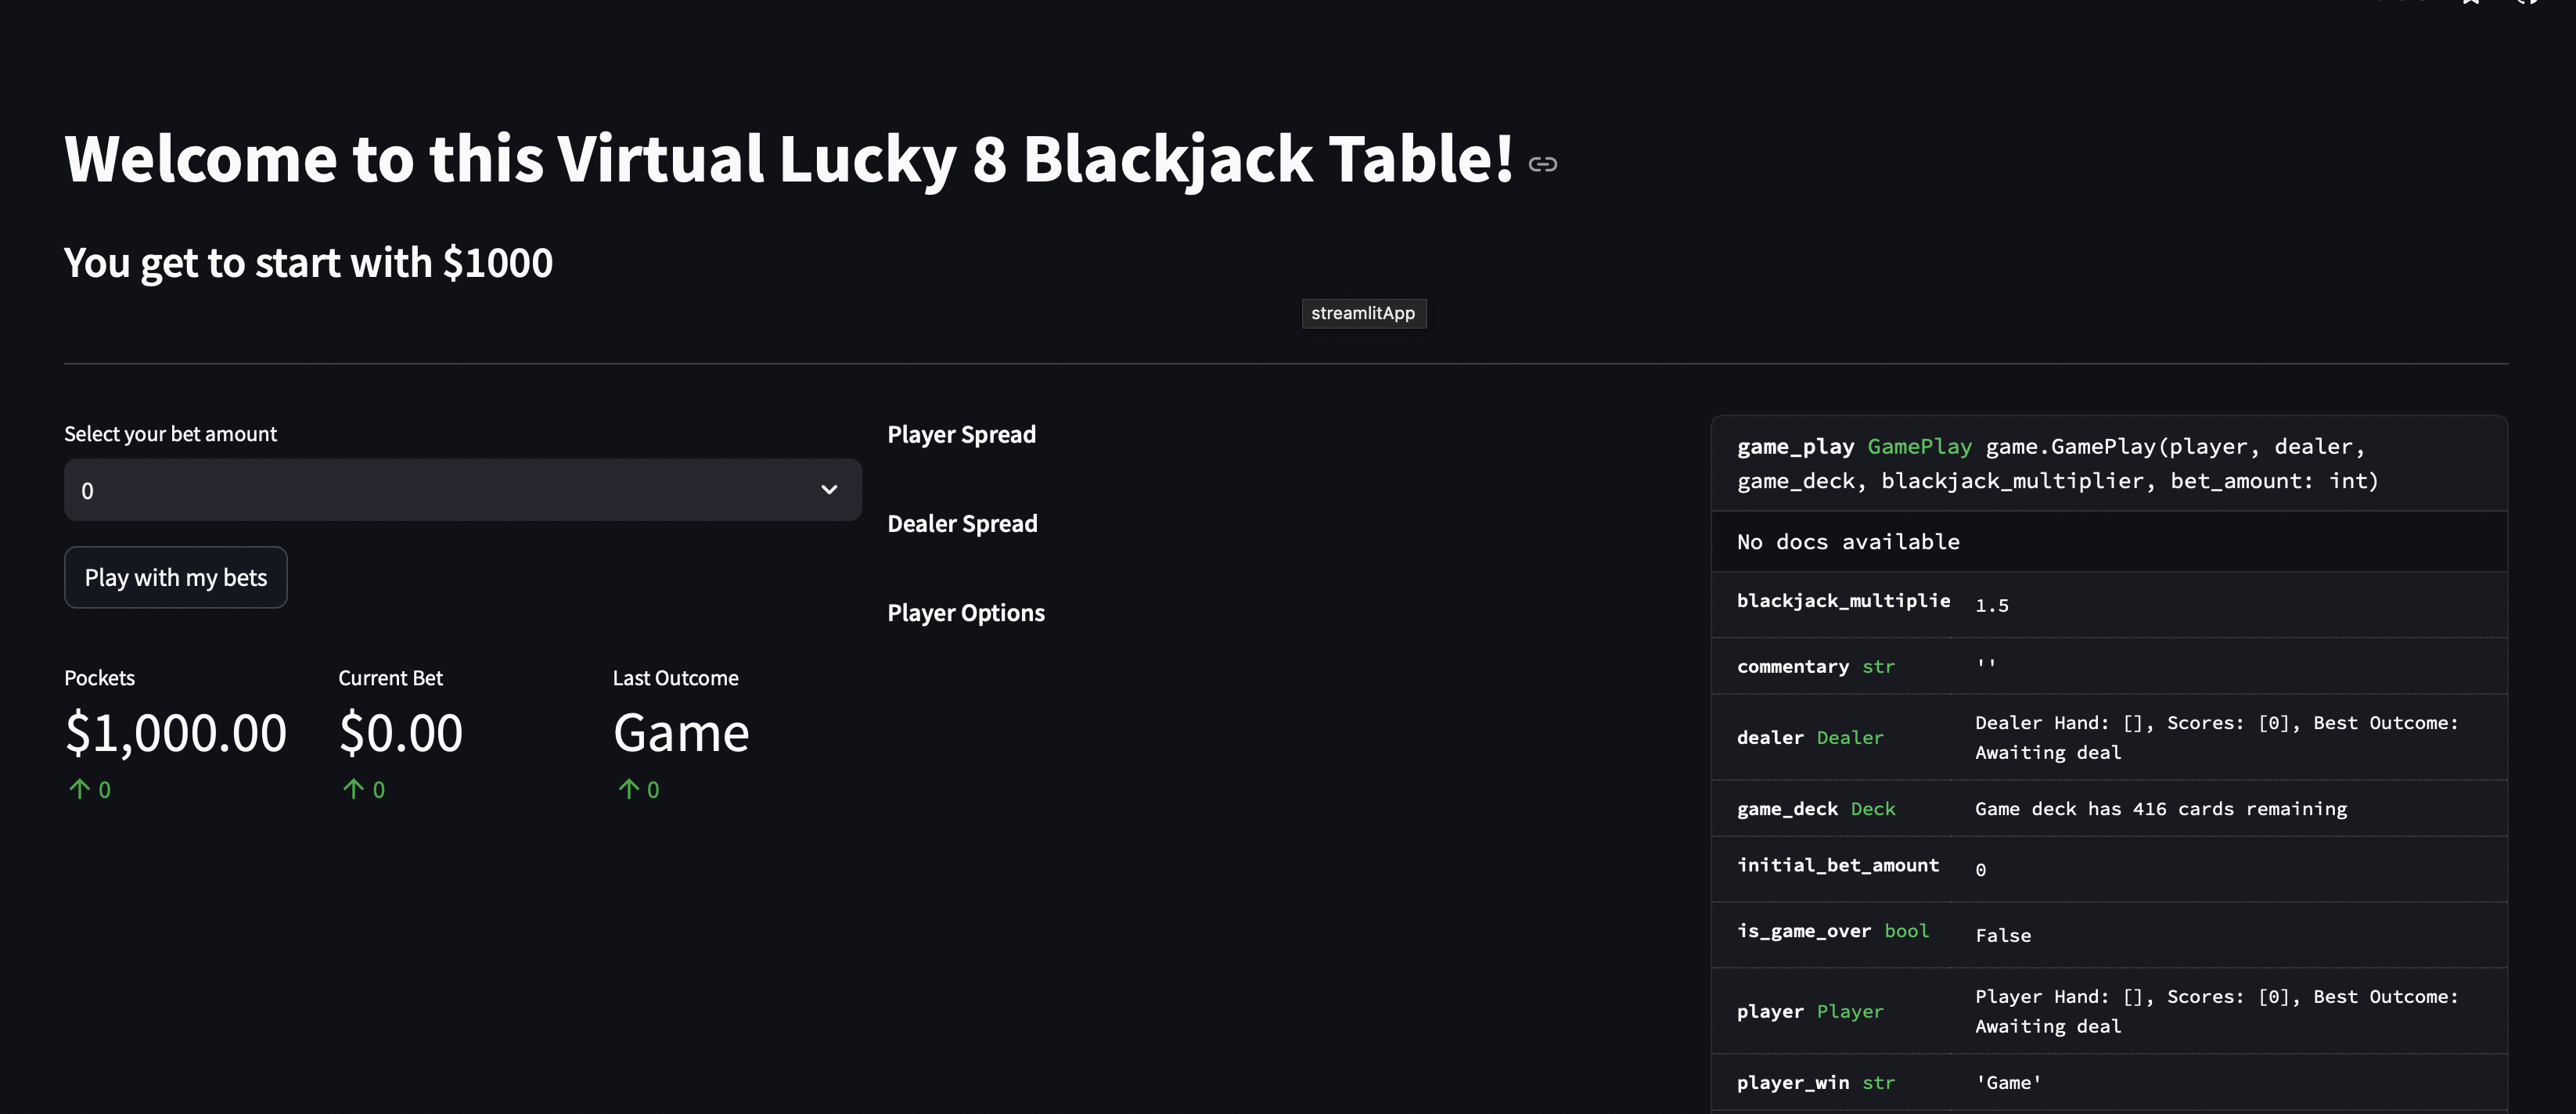 Welcome to this Virtual Lucky 8 Blackjack Table!
You get to start with $1000
streamlitApp
Select your bet amount
0
Play with my bets
Pockets
$1,000.00
0
Current Bet
$0.00
0
Last Outcome
Game
0
Player Spread
Dealer Spread
Player Options
game_play GamePlay game.GamePlay(player, dealer,
game_deck, blackjack_multiplier, bet_amount: int)
No docs available
blackjack_multiplie 1.5
commentary str ''
dealer Dealer Dealer Hand: [], Scores: [0], Best Outcome:
Awaiting deal
game_deck Deck Game deck has 416 cards remaining
initial_bet_amount 0
is_game_over bool False
player Player Player Hand: [], Scores: [0], Best Outcome:
Awaiting deal
player_win str 'Game'